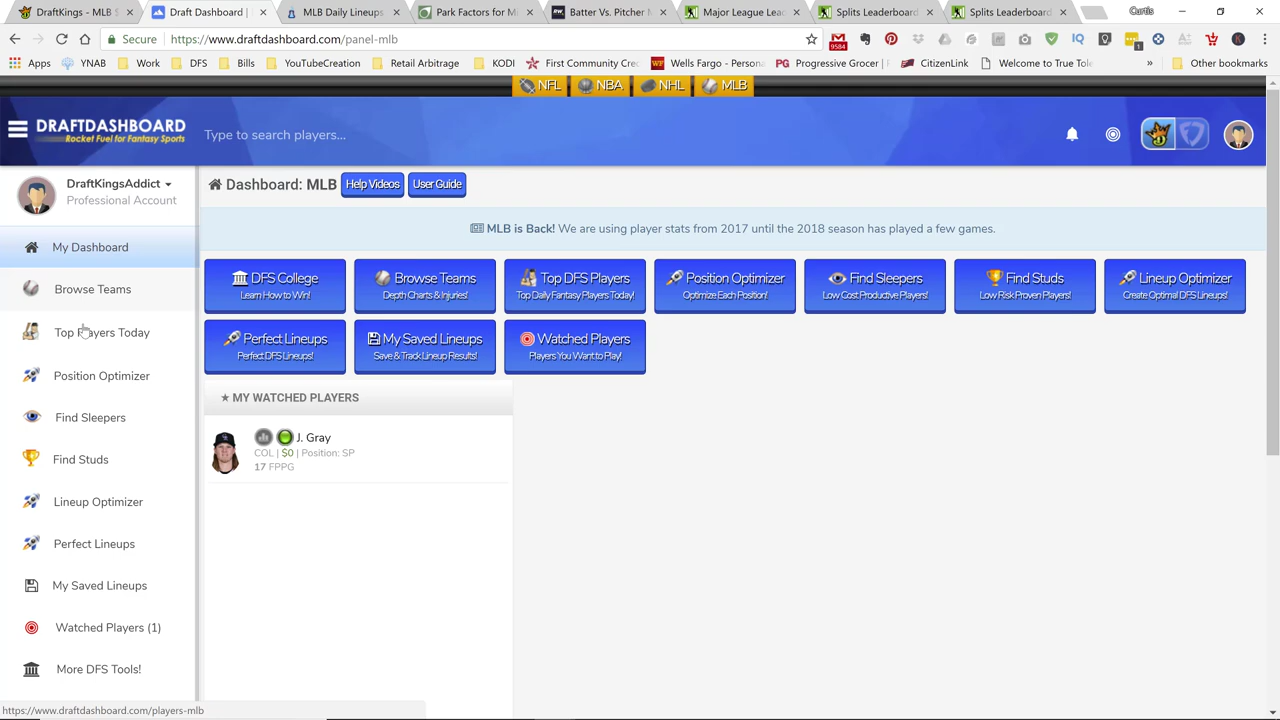 DraftKings - MLB S
Draft Dashboard |
MLB Daily Lineups
Park Factors for ML
Batter Vs. Pitcher M
Major League Lea
Splits Leaderboard
Splits Leaderboard
Curtis
Secure
https://www.draftdashboard.com/panel-mlb
9584
Apps YNAB Work DFS Bills YouTubeCreation Retail Arbitrage KODI First Community Cre Wells Fargo - Person PG Progressive Grocer | CitizenLink Welcome to True Tol » Other bookmarks
NFL NBA NHL MLB
DRAFTDASHBOARD
Rocket Fuel for Fantasy Sports
Type to search players...
DraftKingsAddict
Professional Account
My Dashboard
Browse Teams
Top Players Today
Position Optimizer
Find Sleepers
Find Studs
Lineup Optimizer
Perfect Lineups
My Saved Lineups
Watched Players (1)
More DFS Tools!
Dashboard: MLB Help Videos User Guide
MLB is Back! We are using player stats from 2017 until the 2018 season has played a few games.
DFS College
Learn How to Win!
Browse Teams
Depth Charts & Injuries!
Top DFS Players
Top Daily Fantasy Players Today!
Position Optimizer
Optimize Each Position!
Find Sleepers
Low Cost Productive Players!
Find Studs
Low Risk Proven Players!
Lineup Optimizer
Create Optimal DFS Lineups!
Perfect Lineups
Perfect DFS Lineups!
My Saved Lineups
Save & Track Lineup Results!
Watched Players
Players You Want to Play!
★ MY WATCHED PLAYERS
J. Gray
COL | $0 | Position: SP
17 FPPG
https://www.draftdashboard.com/players-mlb